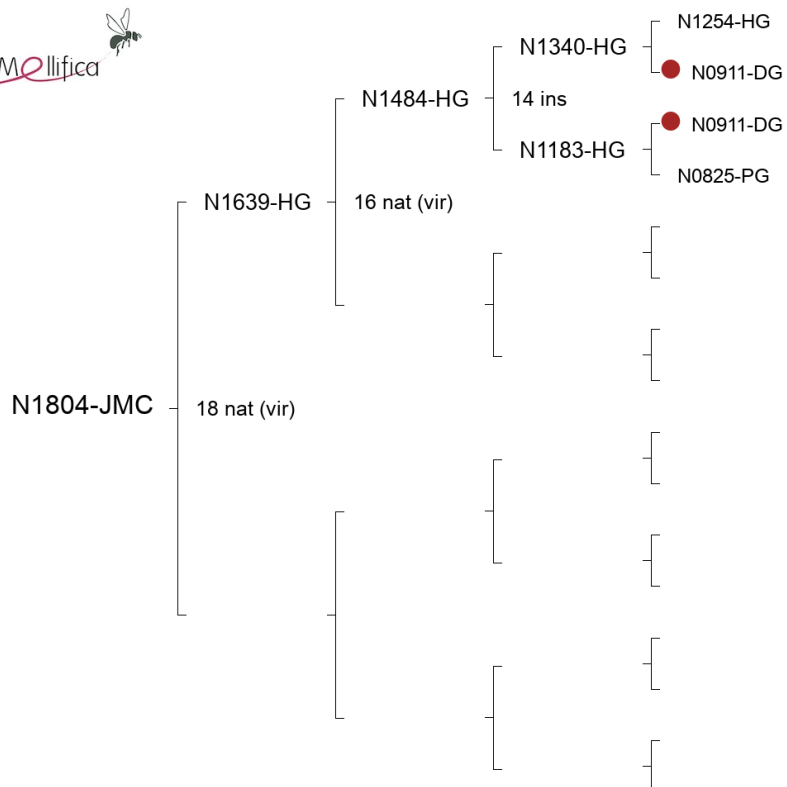 Mellifica
N1254-HG
N1340-HG
N0911-DG
N1484-HG
14 ins
N0911-DG
N1183-HG
N0825-PG
N1639-HG
16 nat (vir)
N1804-JMC
18 nat (vir)